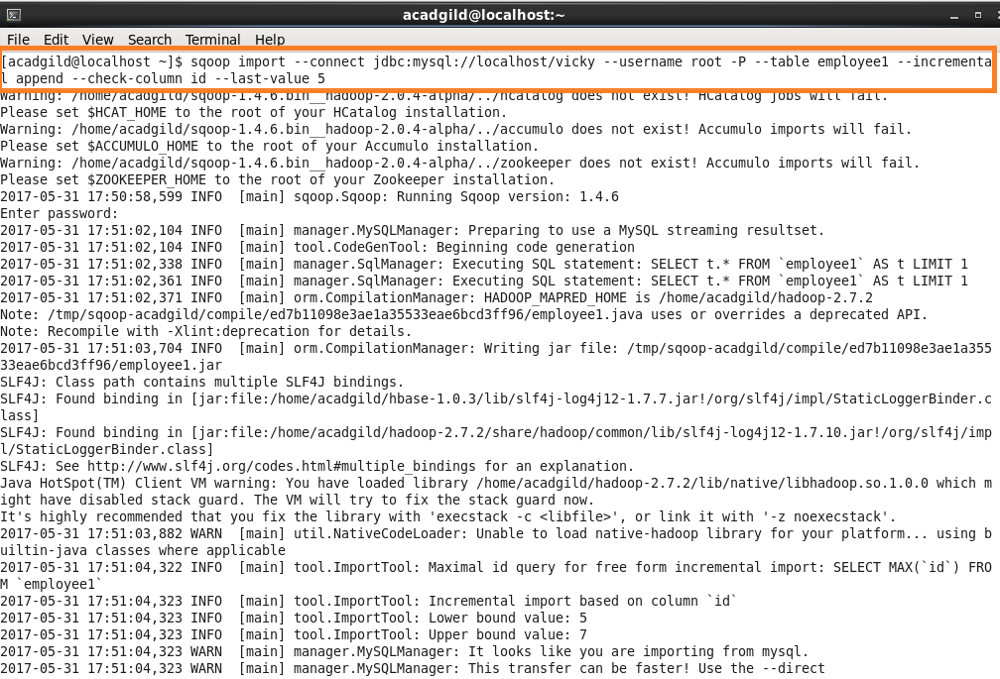 acadgild@localhost:~
File Edit View Search Terminal Help
[acadgild@localhost ~]$ sqoop import --connect jdbc:mysql://localhost/vicky --username root -P --table employee1 --incrementa
l append --check-column id --last-value 5
Warning: /home/acadgild/sqoop-1.4.6.bin__hadoop-2.0.4-alpha/../hcatalog does not exist! HCatalog jobs will fail.
Please set $HCAT_HOME to the root of your HCatalog installation.
Warning: /home/acadgild/sqoop-1.4.6.bin__hadoop-2.0.4-alpha/../accumulo does not exist! Accumulo imports will fail.
Please set $ACCUMULO_HOME to the root of your Accumulo installation.
Warning: /home/acadgild/sqoop-1.4.6.bin__hadoop-2.0.4-alpha/../zookeeper does not exist! Accumulo imports will fail.
Please set $ZOOKEEPER_HOME to the root of your Zookeeper installation.
2017-05-31 17:50:58,599 INFO  [main] sqoop.Sqoop: Running Sqoop version: 1.4.6
Enter password:
2017-05-31 17:51:02,104 INFO  [main] manager.MySQLManager: Preparing to use a MySQL streaming resultset.
2017-05-31 17:51:02,104 INFO  [main] tool.CodeGenTool: Beginning code generation
2017-05-31 17:51:02,338 INFO  [main] manager.SqlManager: Executing SQL statement: SELECT t.* FROM `employee1` AS t LIMIT 1
2017-05-31 17:51:02,361 INFO  [main] manager.SqlManager: Executing SQL statement: SELECT t.* FROM `employee1` AS t LIMIT 1
2017-05-31 17:51:02,371 INFO  [main] orm.CompilationManager: HADOOP_MAPRED_HOME is /home/acadgild/hadoop-2.7.2
Note: /tmp/sqoop-acadgild/compile/ed7b11098e3ae1a35533eae6bcd3ff96/employee1.java uses or overrides a deprecated API.
Note: Recompile with -Xlint:deprecation for details.
2017-05-31 17:51:03,704 INFO  [main] orm.CompilationManager: Writing jar file: /tmp/sqoop-acadgild/compile/ed7b11098e3ae1a355
33eae6bcd3ff96/employee1.jar
SLF4J: Class path contains multiple SLF4J bindings.
SLF4J: Found binding in [jar:file:/home/acadgild/hbase-1.0.3/lib/slf4j-log4j12-1.7.7.jar!/org/slf4j/impl/StaticLoggerBinder.c
lass]
SLF4J: Found binding in [jar:file:/home/acadgild/hadoop-2.7.2/share/hadoop/common/lib/slf4j-log4j12-1.7.10.jar!/org/slf4j/imp
l/StaticLoggerBinder.class]
SLF4J: See http://www.slf4j.org/codes.html#multiple_bindings for an explanation.
Java HotSpot(TM) Client VM warning: You have loaded library /home/acadgild/hadoop-2.7.2/lib/native/libhadoop.so.1.0.0 which m
ight have disabled stack guard. The VM will try to fix the stack guard now.
It's highly recommended that you fix the library with 'execstack -c <libfile>', or link it with '-z noexecstack'.
2017-05-31 17:51:03,882 WARN  [main] util.NativeCodeLoader: Unable to load native-hadoop library for your platform... using b
uiltin-java classes where applicable
2017-05-31 17:51:04,322 INFO  [main] tool.ImportTool: Maximal id query for free form incremental import: SELECT MAX(`id`) FRO
M `employee1`
2017-05-31 17:51:04,323 INFO  [main] tool.ImportTool: Incremental import based on column `id`
2017-05-31 17:51:04,323 INFO  [main] tool.ImportTool: Lower bound value: 5
2017-05-31 17:51:04,323 INFO  [main] tool.ImportTool: Upper bound value: 7
2017-05-31 17:51:04,323 WARN  [main] manager.MySQLManager: It looks like you are importing from mysql.
2017-05-31 17:51:04,323 WARN  [main] manager.MySQLManager: This transfer can be faster! Use the --direct